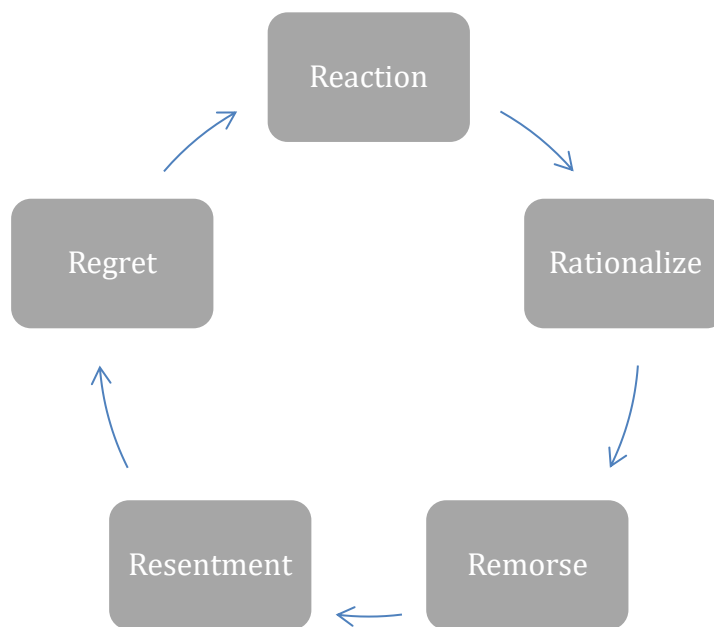 Reaction
Rationalize
Remorse
Resentment
Regret